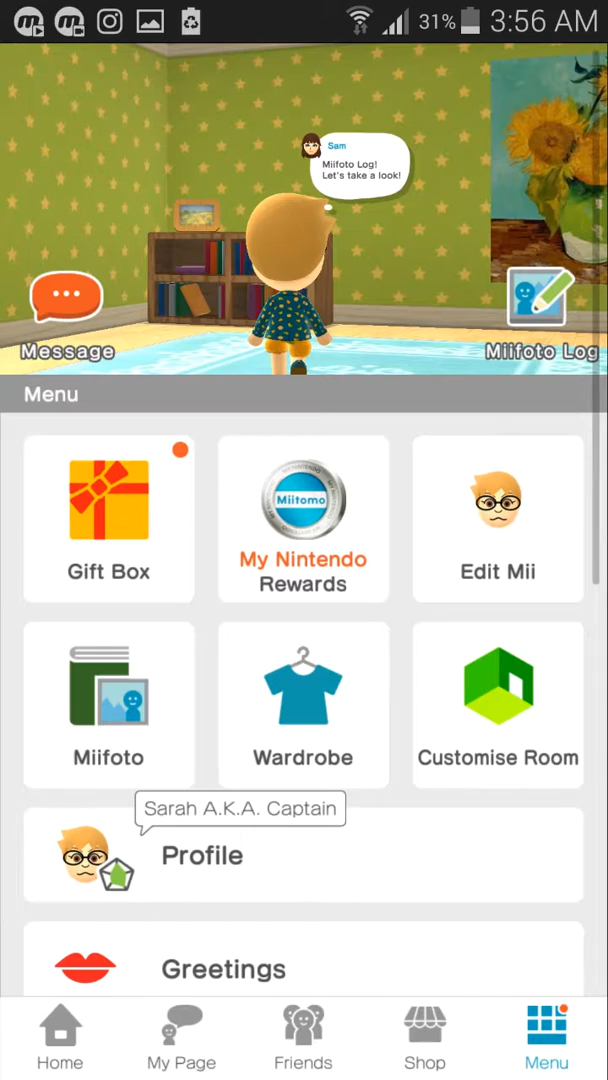 31% 3:56 AM
Sam
Miifoto Log!
Let's take a look!
Message
Miifoto Log
Menu
Gift Box
Miitomo
My Nintendo
Rewards
Edit Mii
Miifoto
Wardrobe
Customise Room
Sarah A.K.A. Captain
Profile
Greetings
Home
My Page
Friends
Shop
Menu